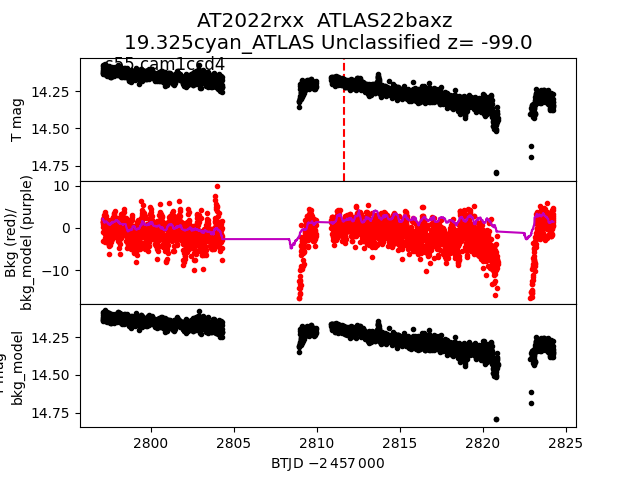 AT2022rxx ATLAS22baxz
19.325cyan_ATLAS Unclassified z= -99.0
s55 cam1ccd4
T mag
14.25
14.50
14.75
Bkg (red)/
bkg_model (purple)
10
0
−10
mag
bkg_model
14.25
14.50
14.75
2800 2805 2810 2815 2820 2825
BTJD − 2 457 000